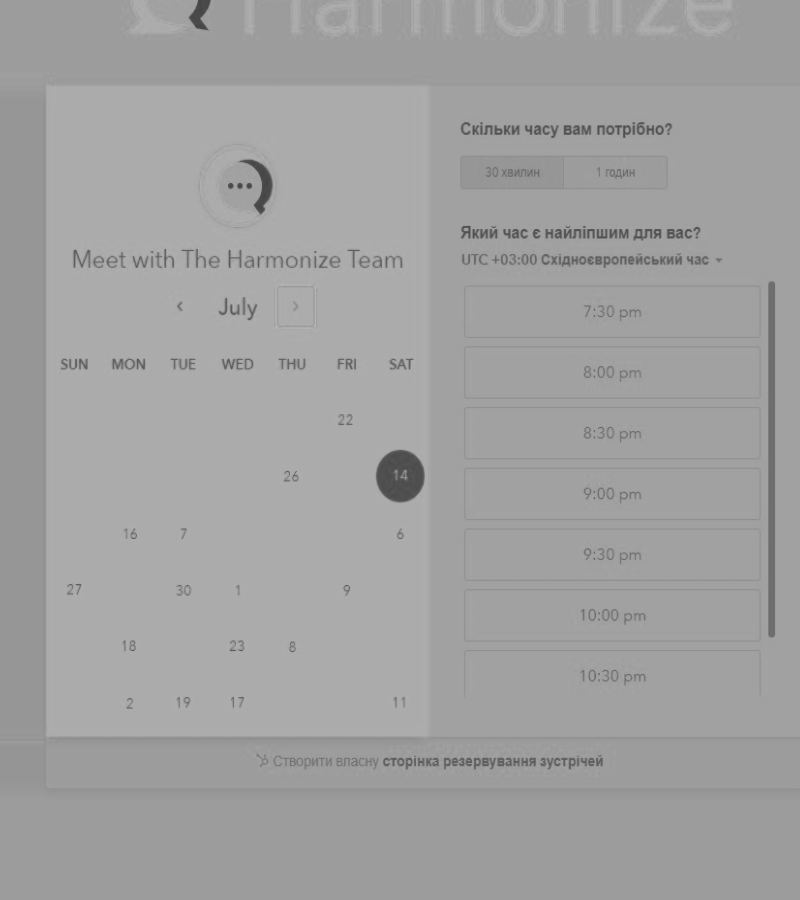 Harmonize
Meet with The Harmonize Team
July
SUN MON TUE WED THU FRI SAT
22
26 14
16 7 6
27 30 1 9
18 23 8
2 19 17 11
Скільки часу вам потрібно?
30 хвилин 1 годин
Який час є найліпшим для вас?
UTC +03:00 Східноєвропейський час
7:30 pm
8:00 pm
8:30 pm
9:00 pm
9:30 pm
10:00 pm
10:30 pm
Створити власну сторінка резервування зустрічей